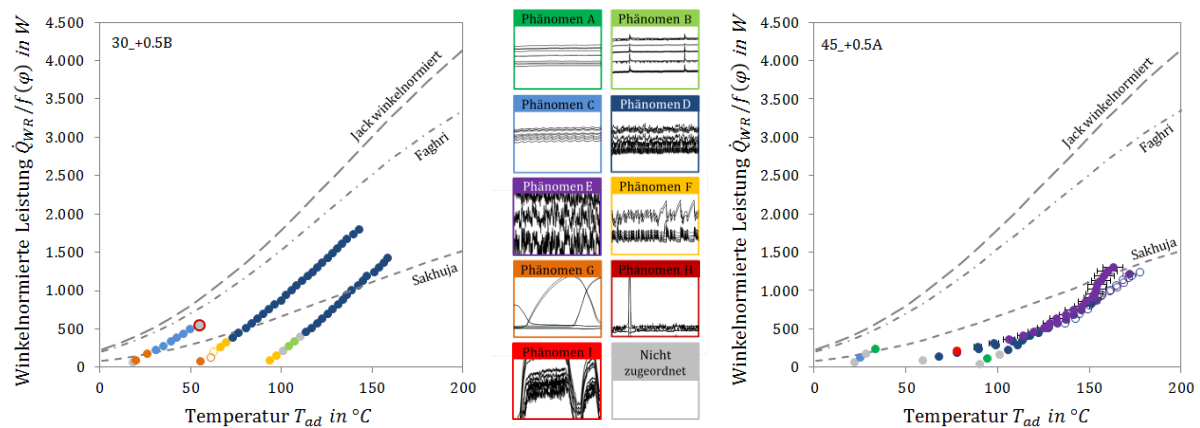 Winkelnormierte Leistung Q̇_WR /f(φ) in W
4.500
4.000
3.500
3.000
2.500
2.000
1.500
1.000
500
0
30_+0.5B
Jack winkelnormiert
Faghri
Sakhuja
0
50
100
150
200
Temperatur T_ad in °C
Phänomen A
Phänomen B
Phänomen C
Phänomen D
Phänomen E
Phänomen F
Phänomen G
Phänomen H
Phänomen I
Nicht
zugeordnet
Winkelnormierte Leistung Q̇_WR /f(φ) in W
4.500
4.000
3.500
3.000
2.500
2.000
1.500
1.000
500
0
45_+0.5A
Jack winkelnormiert
Faghri
Sakhuja
0
50
100
150
200
Temperatur T_ad in °C